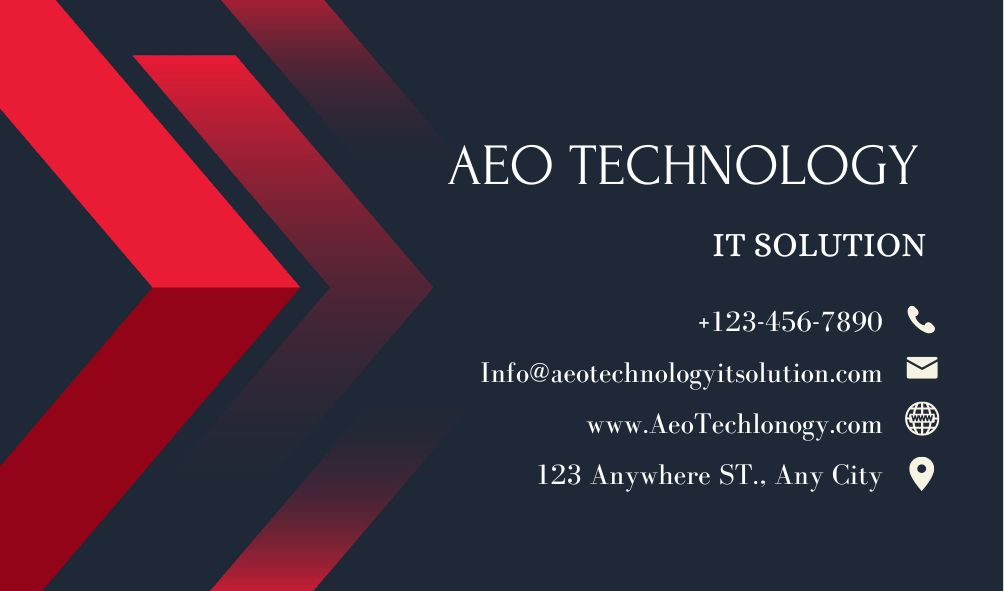 AEO TECHNOLOGY
IT SOLUTION
+123-456-7890
Info@aeotechnologyitsolution.com
www.AeoTechlonogy.com
123 Anywhere ST., Any City